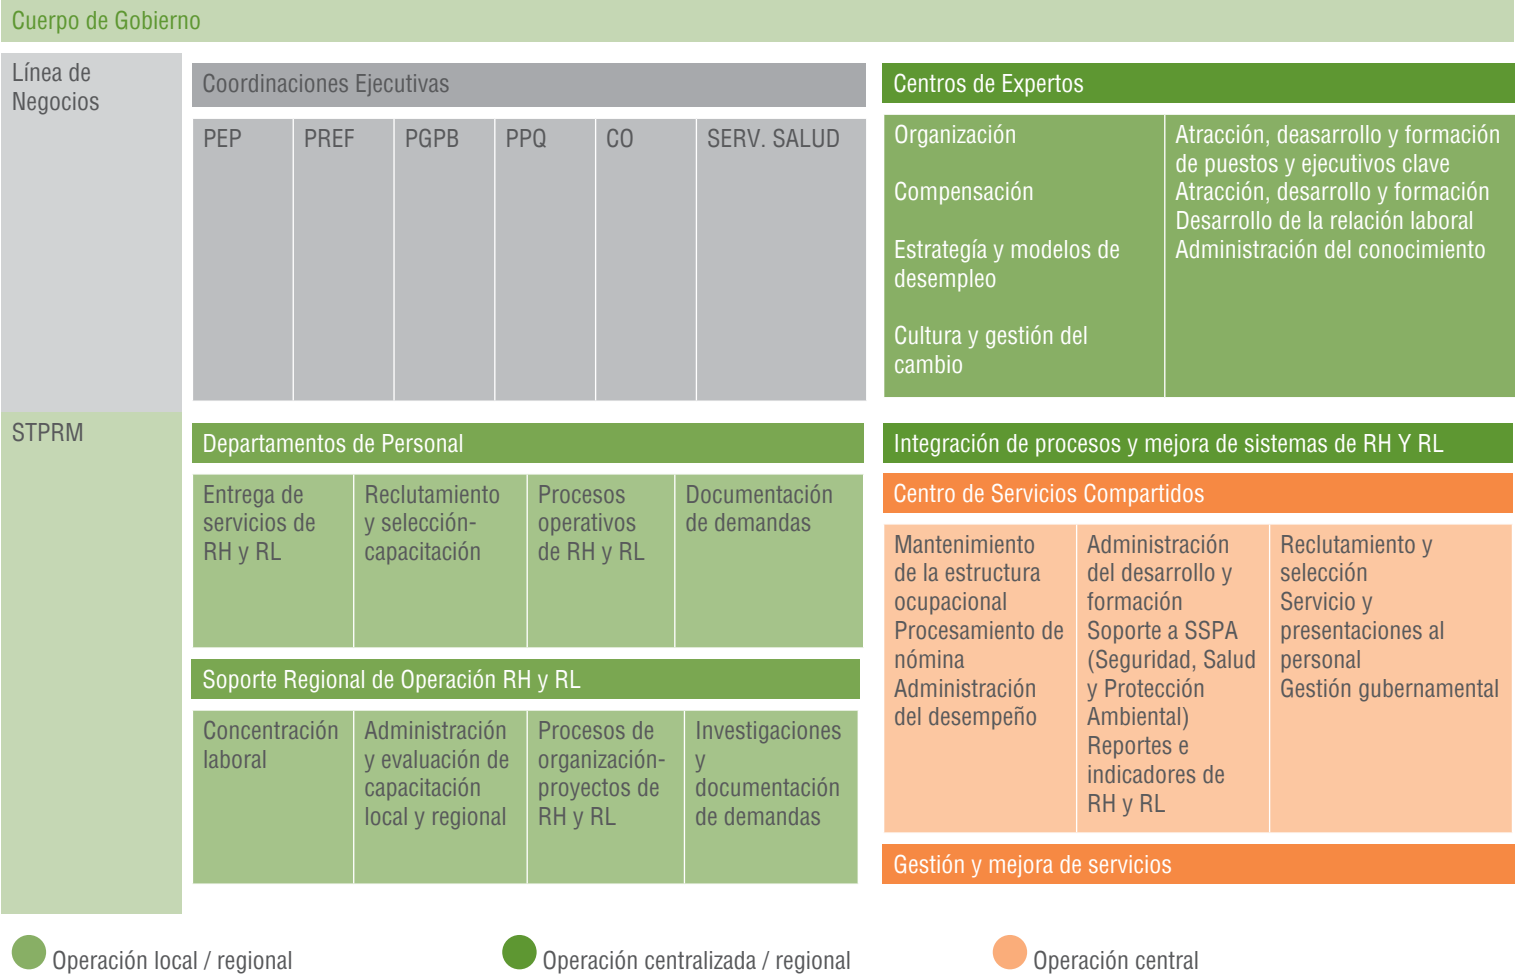 Cuerpo de Gobierno
Línea de
Negocios
Coordinaciones Ejecutivas
PEP
PREF
PGPB
PPQ
CO
SERV. SALUD
Centros de Expertos
Organización
Compensación
Estrategía y modelos de
desempleo
Cultura y gestión del
cambio
Atracción, deasarrollo y formación
de puestos y ejecutivos clave
Atracción, desarrollo y formación
Desarrollo de la relación laboral
Administración del conocimiento
STPRM
Departamentos de Personal
Entrega de
servicios de
RH y RL
Reclutamiento
y selección-
capacitación
Procesos
operativos
de RH y RL
Documentación
de demandas
Soporte Regional de Operación RH y RL
Concentración
laboral
Administración
y evaluación de
capacitación
local y regional
Procesos de
organización-
proyectos de
RH y RL
Investigaciones
y
documentación
de demandas
Integración de procesos y mejora de sistemas de RH Y RL
Centro de Servicios Compartidos
Mantenimiento
de la estructura
ocupacional
Procesamiento de
nómina
Administración
del desempeño
Administración
del desarrollo y
formación
Soporte a SSPA
(Seguridad, Salud
y Protección
Ambiental)
Reportes e
indicadores de
RH y RL
Reclutamiento y
selección
Servicio y
presentaciones al
personal
Gestión gubernamental
Gestión y mejora de servicios
Operación local / regional
Operación centralizada / regional
Operación central